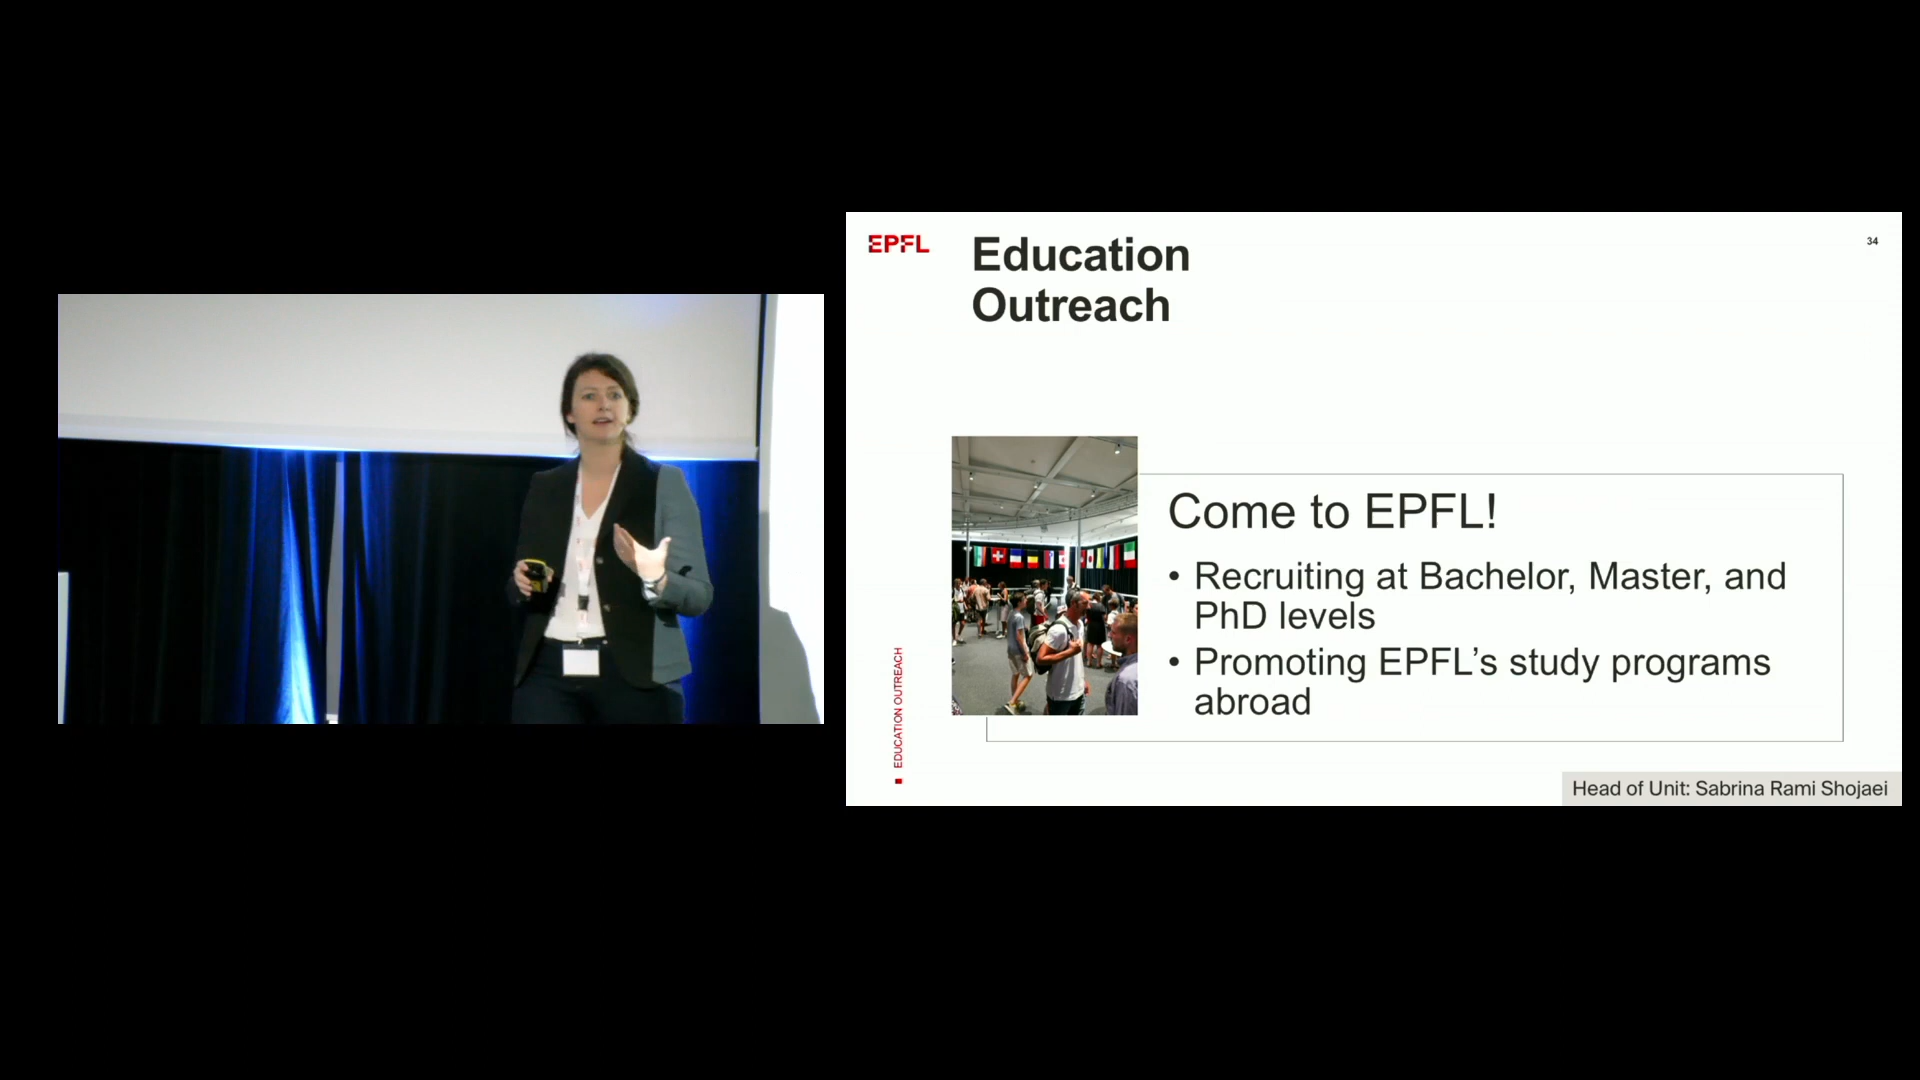 EPFL
Education
Outreach
34
Come to EPFL!
• Recruiting at Bachelor, Master, and
PhD levels
• Promoting EPFL’s study programs
abroad
EDUCATION OUTREACH
Head of Unit: Sabrina Rami Shojaei